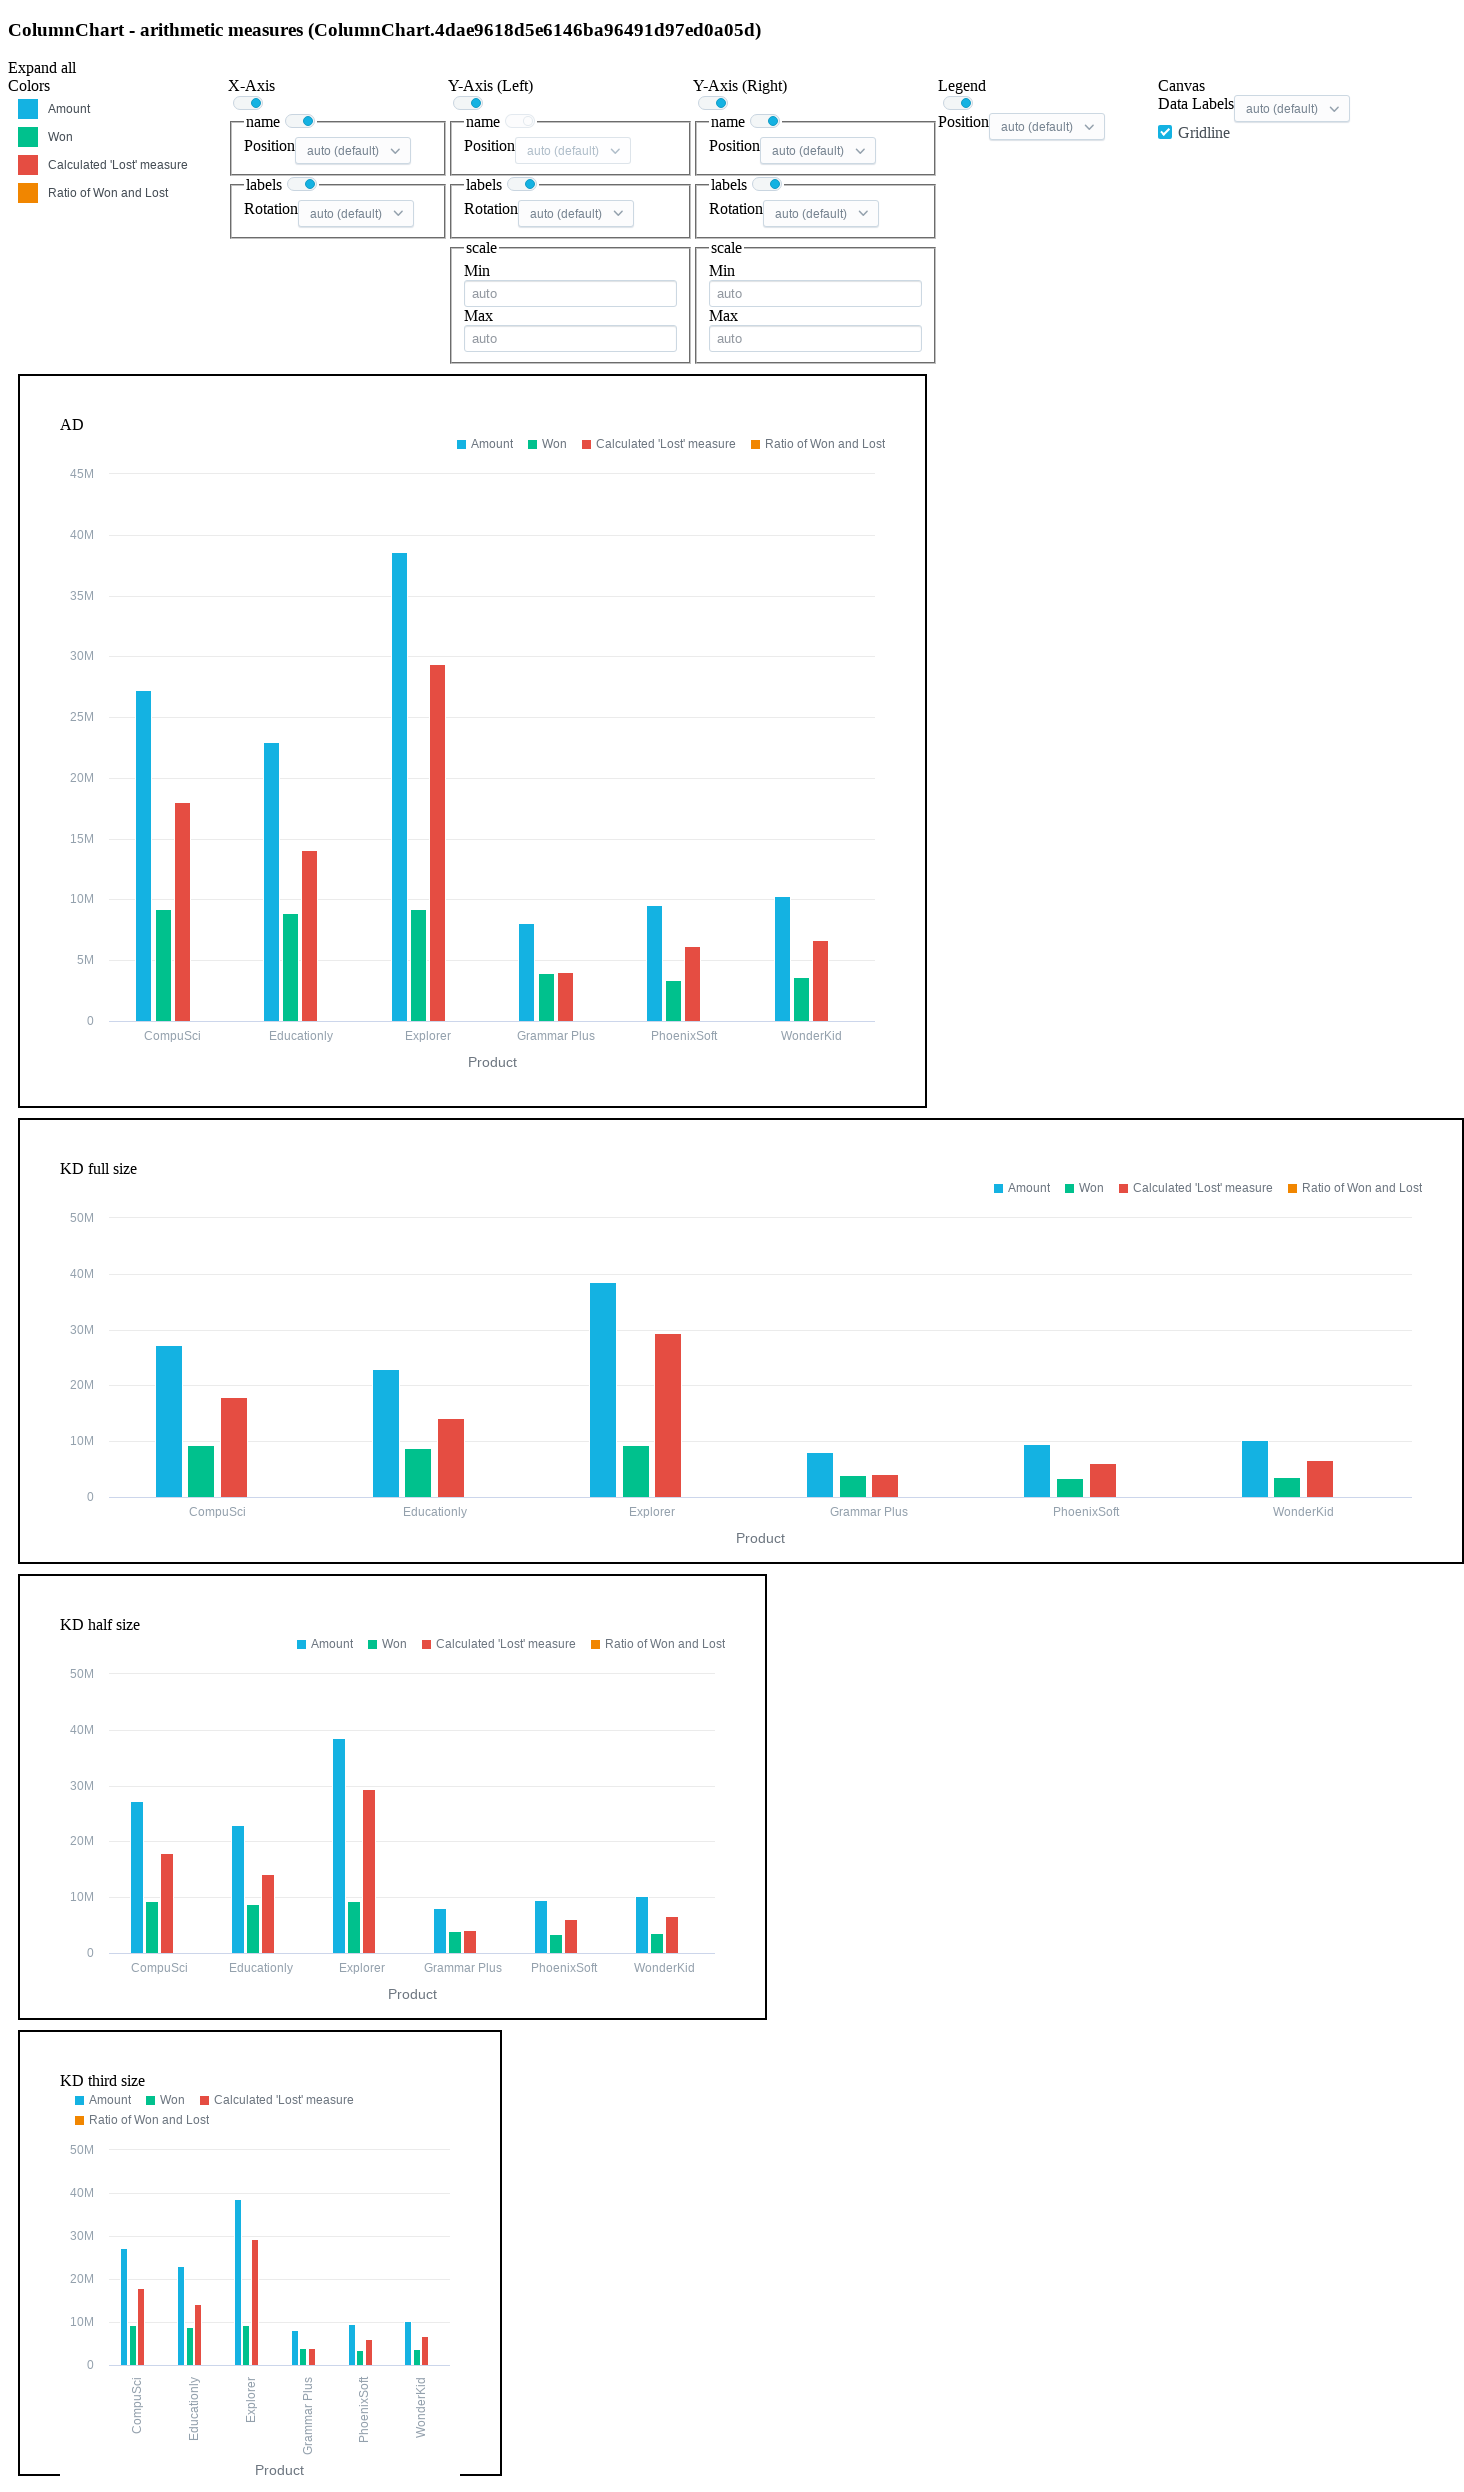 ColumnChart - arithmetic measures (ColumnChart.4dae9618d5e6146ba96491d97ed0a05d)
Expand all
Colors
Amount
Won
Calculated 'Lost' measure
Ratio of Won and Lost
X-Axis
name
Position auto (default)
labels
Rotation auto (default)
Y-Axis (Left)
name
Position auto (default)
labels
Rotation auto (default)
scale
Min
auto
Max
auto
Y-Axis (Right)
name
Position auto (default)
labels
Rotation auto (default)
scale
Min
auto
Max
auto
Legend
Position auto (default)
Canvas
Data Labels auto (default)
Gridline
AD
Amount Won Calculated 'Lost' measure Ratio of Won and Lost
45M
40M
35M
30M
25M
20M
15M
10M
5M
0
CompuSci Educationly Explorer Grammar Plus PhoenixSoft WonderKid
Product
KD full size
Amount Won Calculated 'Lost' measure Ratio of Won and Lost
50M
40M
30M
20M
10M
0
CompuSci Educationly Explorer Grammar Plus PhoenixSoft WonderKid
Product
KD half size
Amount Won Calculated 'Lost' measure Ratio of Won and Lost
50M
40M
30M
20M
10M
0
CompuSci Educationly Explorer Grammar Plus PhoenixSoft WonderKid
Product
KD third size
Amount Won Calculated 'Lost' measure
Ratio of Won and Lost
50M
40M
30M
20M
10M
0
CompuSci Educationly Explorer Grammar Plus PhoenixSoft WonderKid
Product